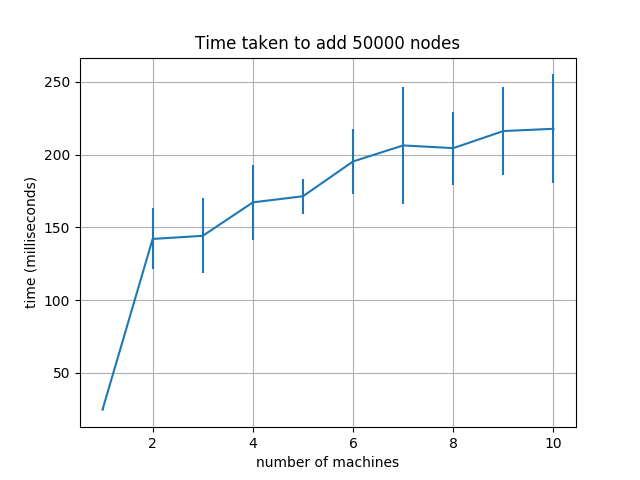 Time taken to add 50000 nodes
250
200
150
100
50
time (milliseconds)
2 4 6 8 10
number of machines